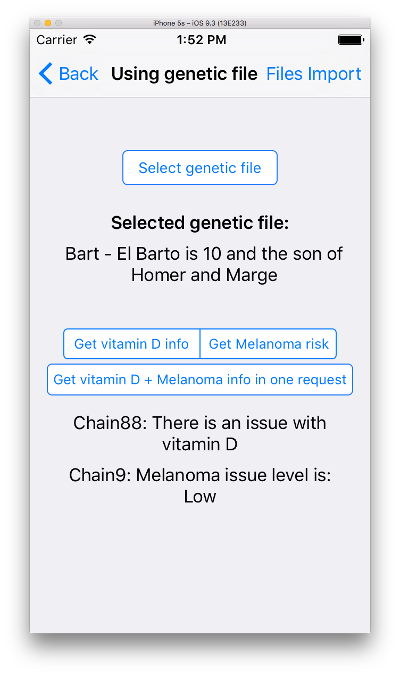 iPhone 5s – iOS 9.3 (13E233)
Carrier 1:52 PM
Back Using genetic file Files Import
Select genetic file
Selected genetic file:
Bart - El Barto is 10 and the son of
Homer and Marge
Get vitamin D info Get Melanoma risk
Get vitamin D + Melanoma info in one request
Chain88: There is an issue with
vitamin D
Chain9: Melanoma issue level is:
Low